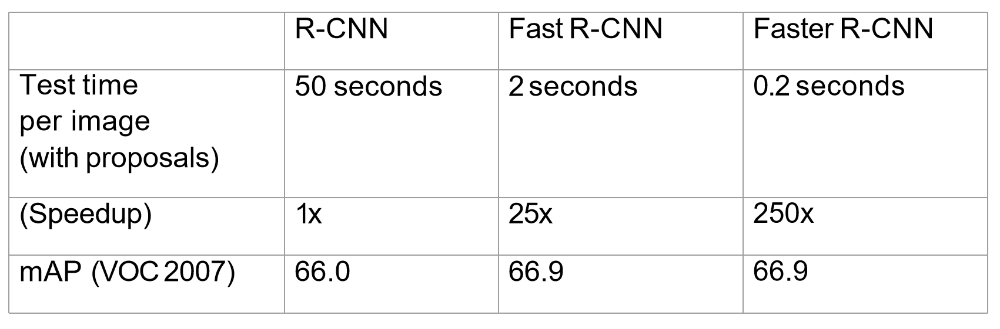 R-CNN Fast R-CNN Faster R-CNN
Test time 50 seconds 2 seconds 0.2 seconds
per image
(with proposals)
(Speedup) 1x 25x 250x
mAP (VOC 2007) 66.0 66.9 66.9